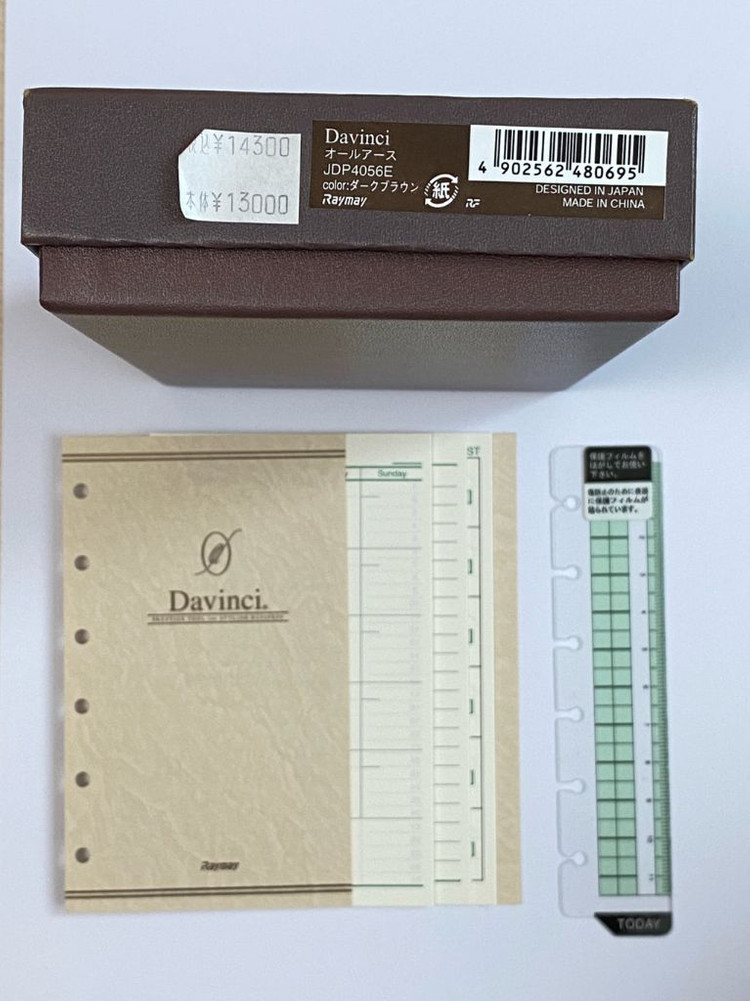 税込¥14300
本体¥13000
Davinci
オールアース
JDP4056E
color:ダークブラウン
Raymay
紙
4 902562 480695
DESIGNED IN JAPAN
MADE IN CHINA
Davinci
Raymay
Sunday
ST
保護フィルムを
はがしてお使い
下さい。
傷防止のために表面
に保護フィルムが
貼られています。
TODAY